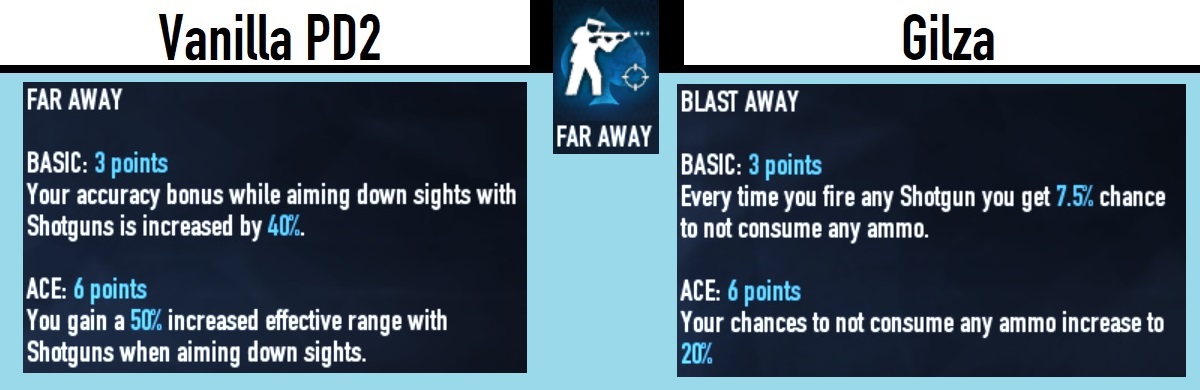 Vanilla PD2
FAR AWAY
BASIC: 3 points
Your accuracy bonus while aiming down sights with
Shotguns is increased by 40%.
ACE: 6 points
You gain a 50% increased effective range with
Shotguns when aiming down sights.
FAR AWAY
Gilza
BLAST AWAY
BASIC: 3 points
Every time you fire any Shotgun you get 7.5% chance
to not consume any ammo.
ACE: 6 points
Your chances to not consume any ammo increase to
20%